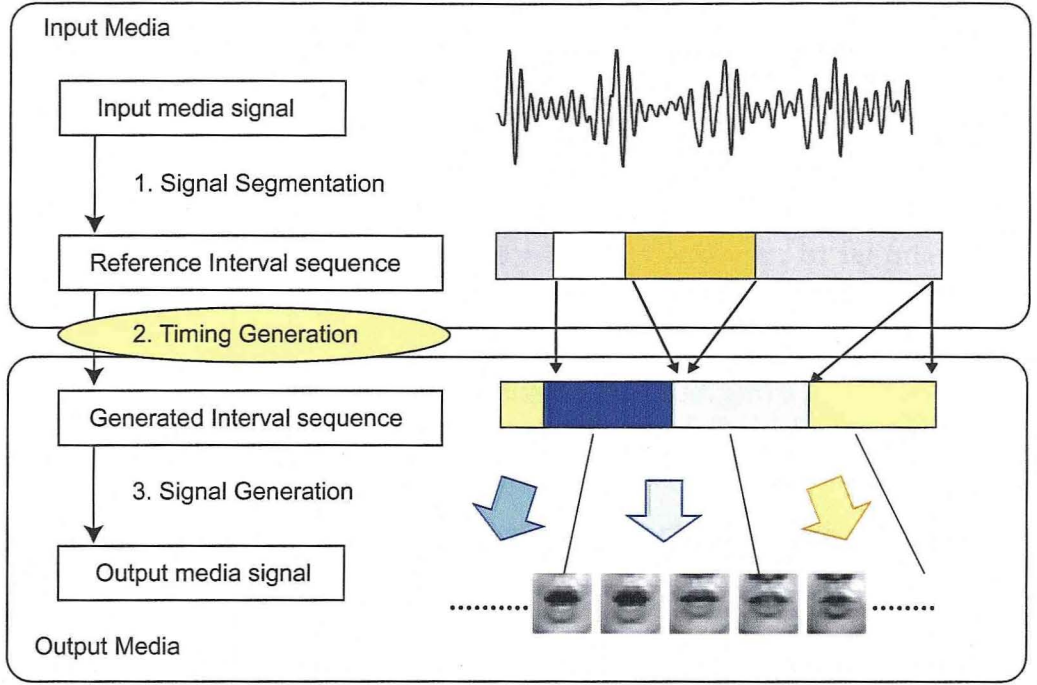 Input Media
Input media signal
1. Signal Segmentation
Reference Interval sequence
2. Timing Generation
Generated Interval sequence
3. Signal Generation
Output media signal
Output Media